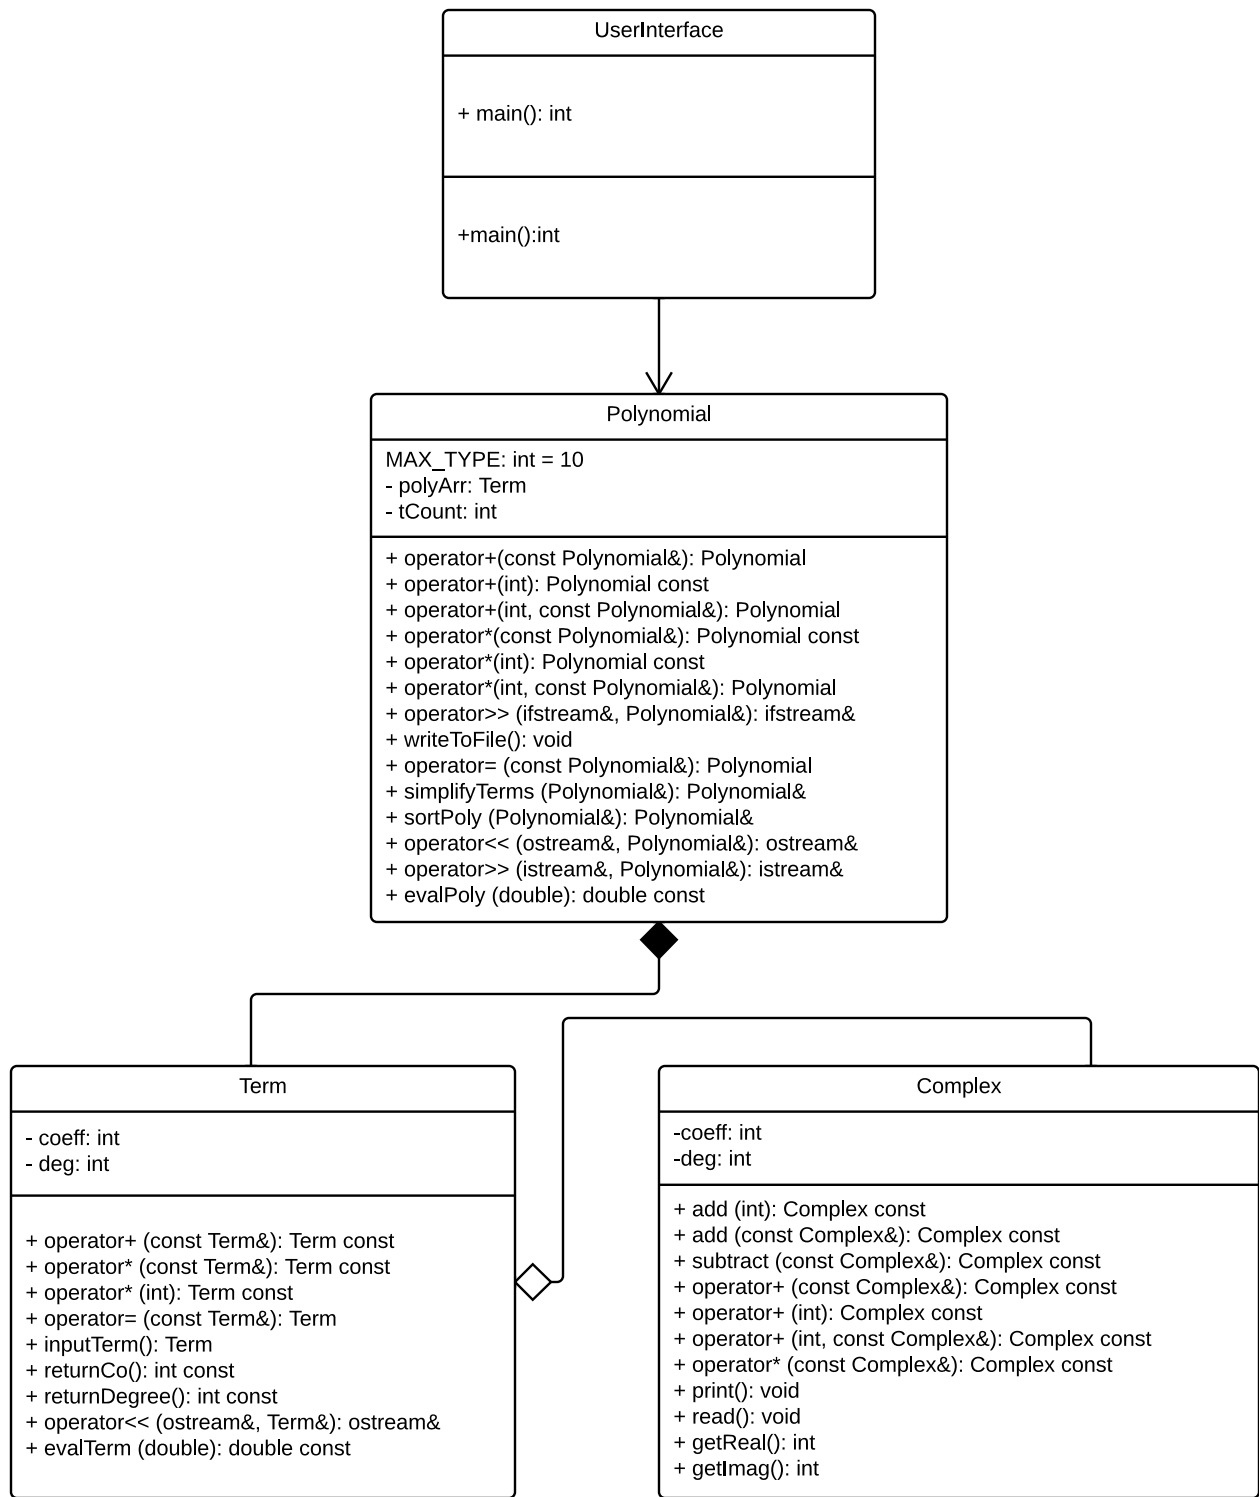 UserInterface
+ main(): int
+main():int
Polynomial
MAX_TYPE: int = 10
- polyArr: Term
- tCount: int
+ operator+(const Polynomial&): Polynomial
+ operator+(int): Polynomial const
+ operator+(int, const Polynomial&): Polynomial
+ operator*(const Polynomial&): Polynomial const
+ operator*(int): Polynomial const
+ operator*(int, const Polynomial&): Polynomial
+ operator>> (ifstream&, Polynomial&): ifstream&
+ writeToFile(): void
+ operator= (const Polynomial&): Polynomial
+ simplifyTerms (Polynomial&): Polynomial&
+ sortPoly (Polynomial&): Polynomial&
+ operator<< (ostream&, Polynomial&): ostream&
+ operator>> (istream&, Polynomial&): istream&
+ evalPoly (double): double const
Term
- coeff: int
- deg: int
+ operator+ (const Term&): Term const
+ operator* (const Term&): Term const
+ operator* (int): Term const
+ operator= (const Term&): Term
+ inputTerm(): Term
+ returnCo(): int const
+ returnDegree(): int const
+ operator<< (ostream&, Term&): ostream&
+ evalTerm (double): double const
Complex
-coeff: int
-deg: int
+ add (int): Complex const
+ add (const Complex&): Complex const
+ subtract (const Complex&): Complex const
+ operator+ (const Complex&): Complex const
+ operator+ (int): Complex const
+ operator+ (int, const Complex&): Complex const
+ operator* (const Complex&): Complex const
+ print(): void
+ read(): void
+ getReal(): int
+ getImag(): int